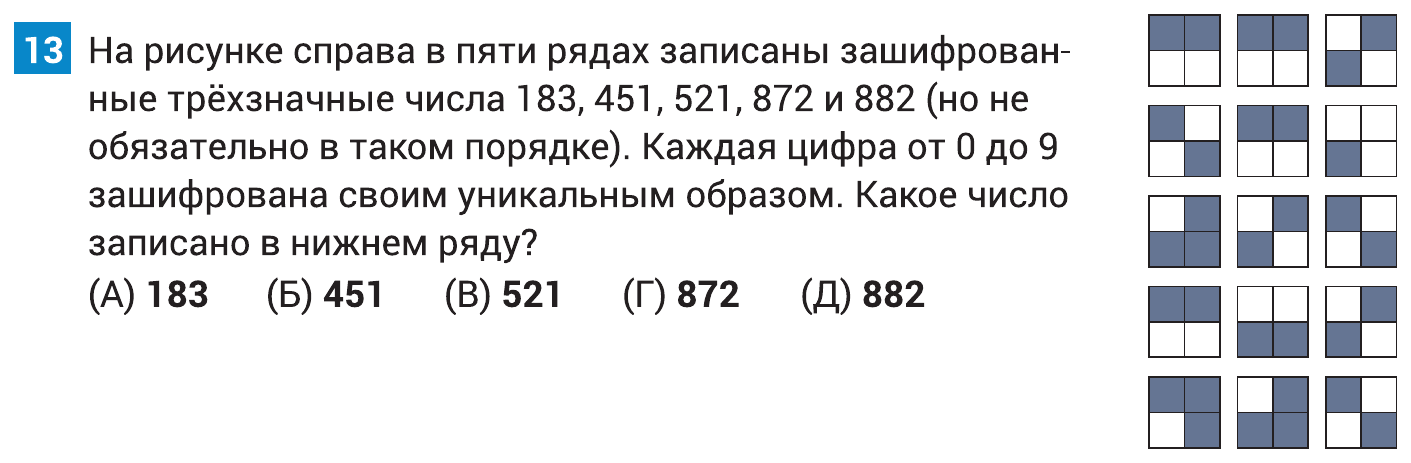 13 На рисунке справа в пяти рядах записаны зашифрован-
ные трёхзначные числа 183, 451, 521, 872 и 882 (но не
обязательно в таком порядке). Каждая цифра от 0 до 9
зашифрована своим уникальным образом. Какое число
записано в нижнем ряду?
(А) 183 (Б) 451 (В) 521 (Г) 872 (Д) 882